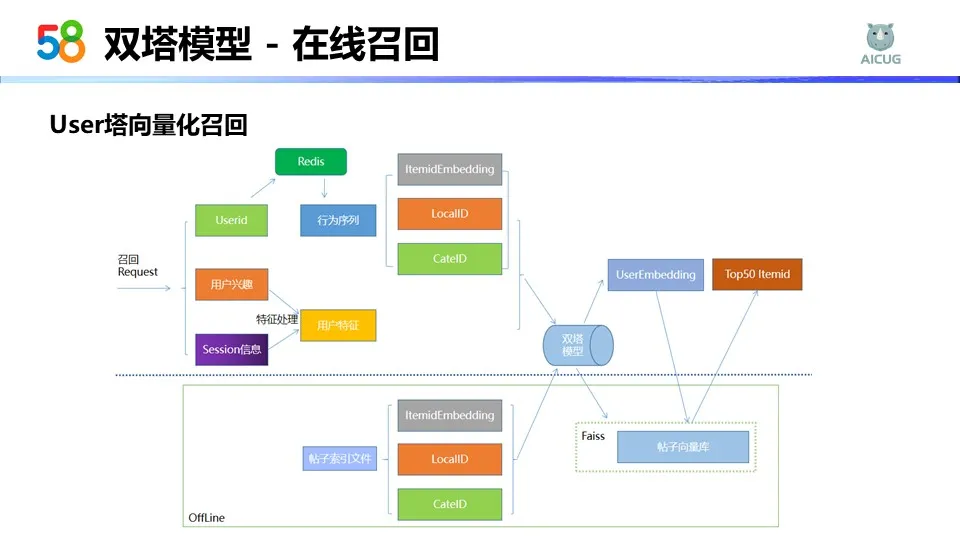 58 双塔模型 - 在线召回
AICUG
User塔向量化召回
Redis
ItemidEmbedding
Userid
行为序列
LocalID
CateID
召回
Request
用户兴趣
特征处理
用户特征
Session信息
UserEmbedding
Top50 Itemid
双塔
模型
ItemidEmbedding
帖子索引文件
LocalID
CateID
Faiss
帖子向量库
OffLine